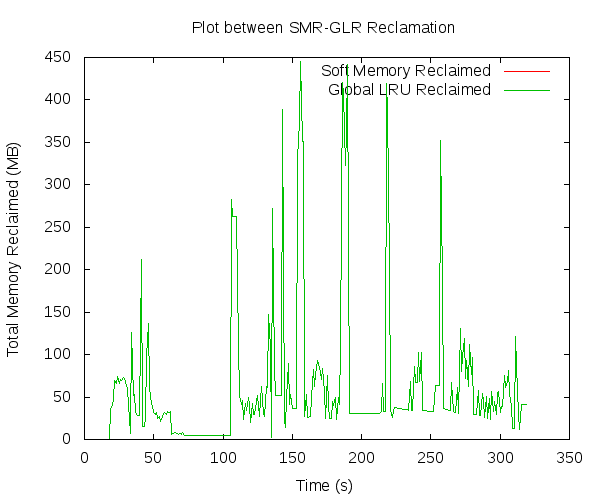 Plot between SMR-GLR Reclamation
Total Memory Reclaimed (MB)
450
400
350
300
250
200
150
100
50
0
Soft Memory Reclaimed
Global LRU Reclaimed
0 50 100 150 200 250 300 350
Time (s)